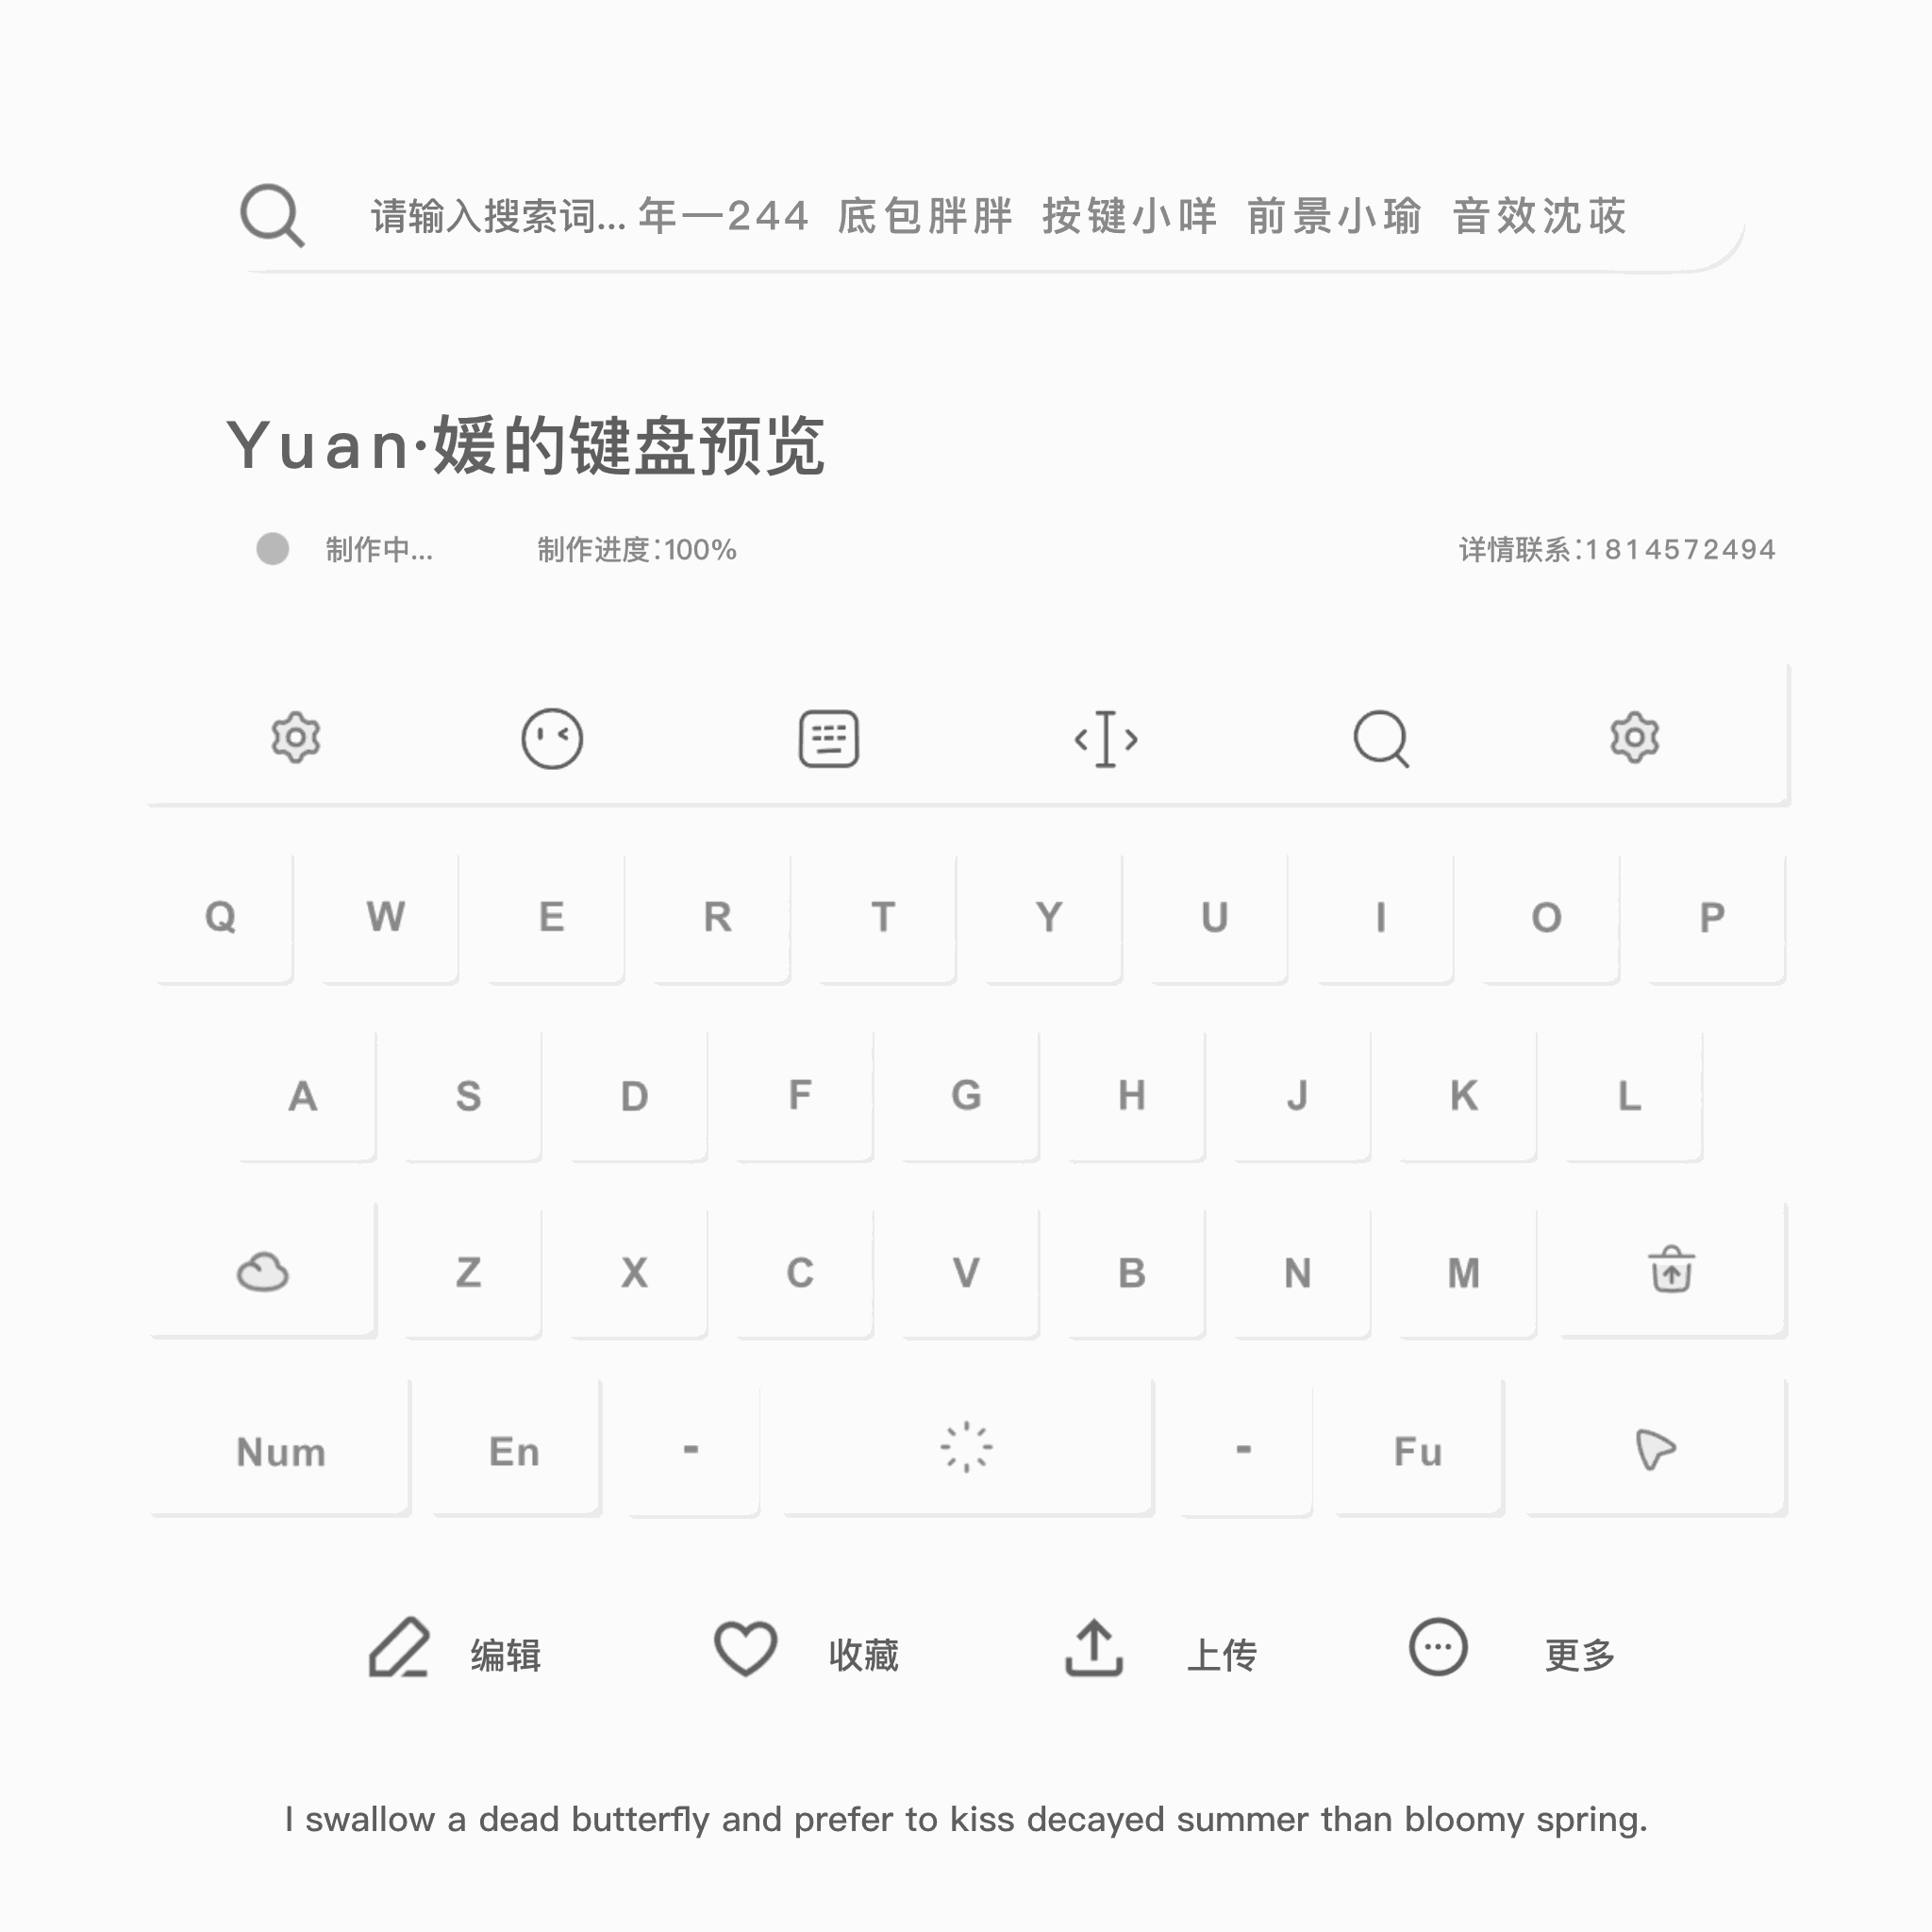 请输入搜索词... 年一244 底包胖胖 按键小咩 前景小瑜 音效沈荍
Yuan·媛的键盘预览
制作中... 制作进度:100% 详情联系:1814572494
Q W E R T Y U I O P
A S D F G H J K L
Z X C V B N M
Num En - - Fu
编辑 收藏 上传 更多
I swallow a dead butterfly and prefer to kiss decayed summer than bloomy spring.